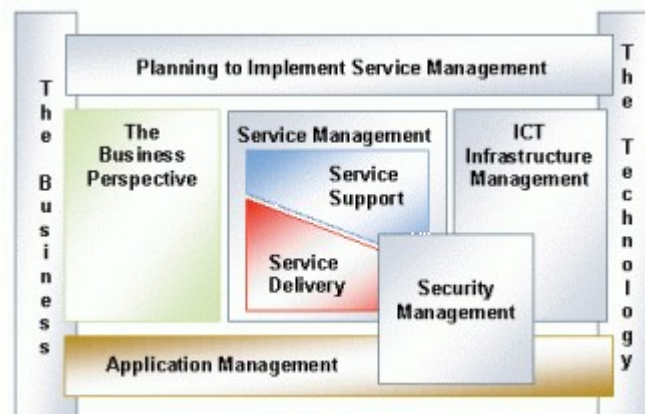 The Business
Planning to Implement Service Management
The Technology
The
Business
Perspective
Service Management
Service
Support
Service
Delivery
ICT
Infrastructure
Management
Security
Management
Application Management